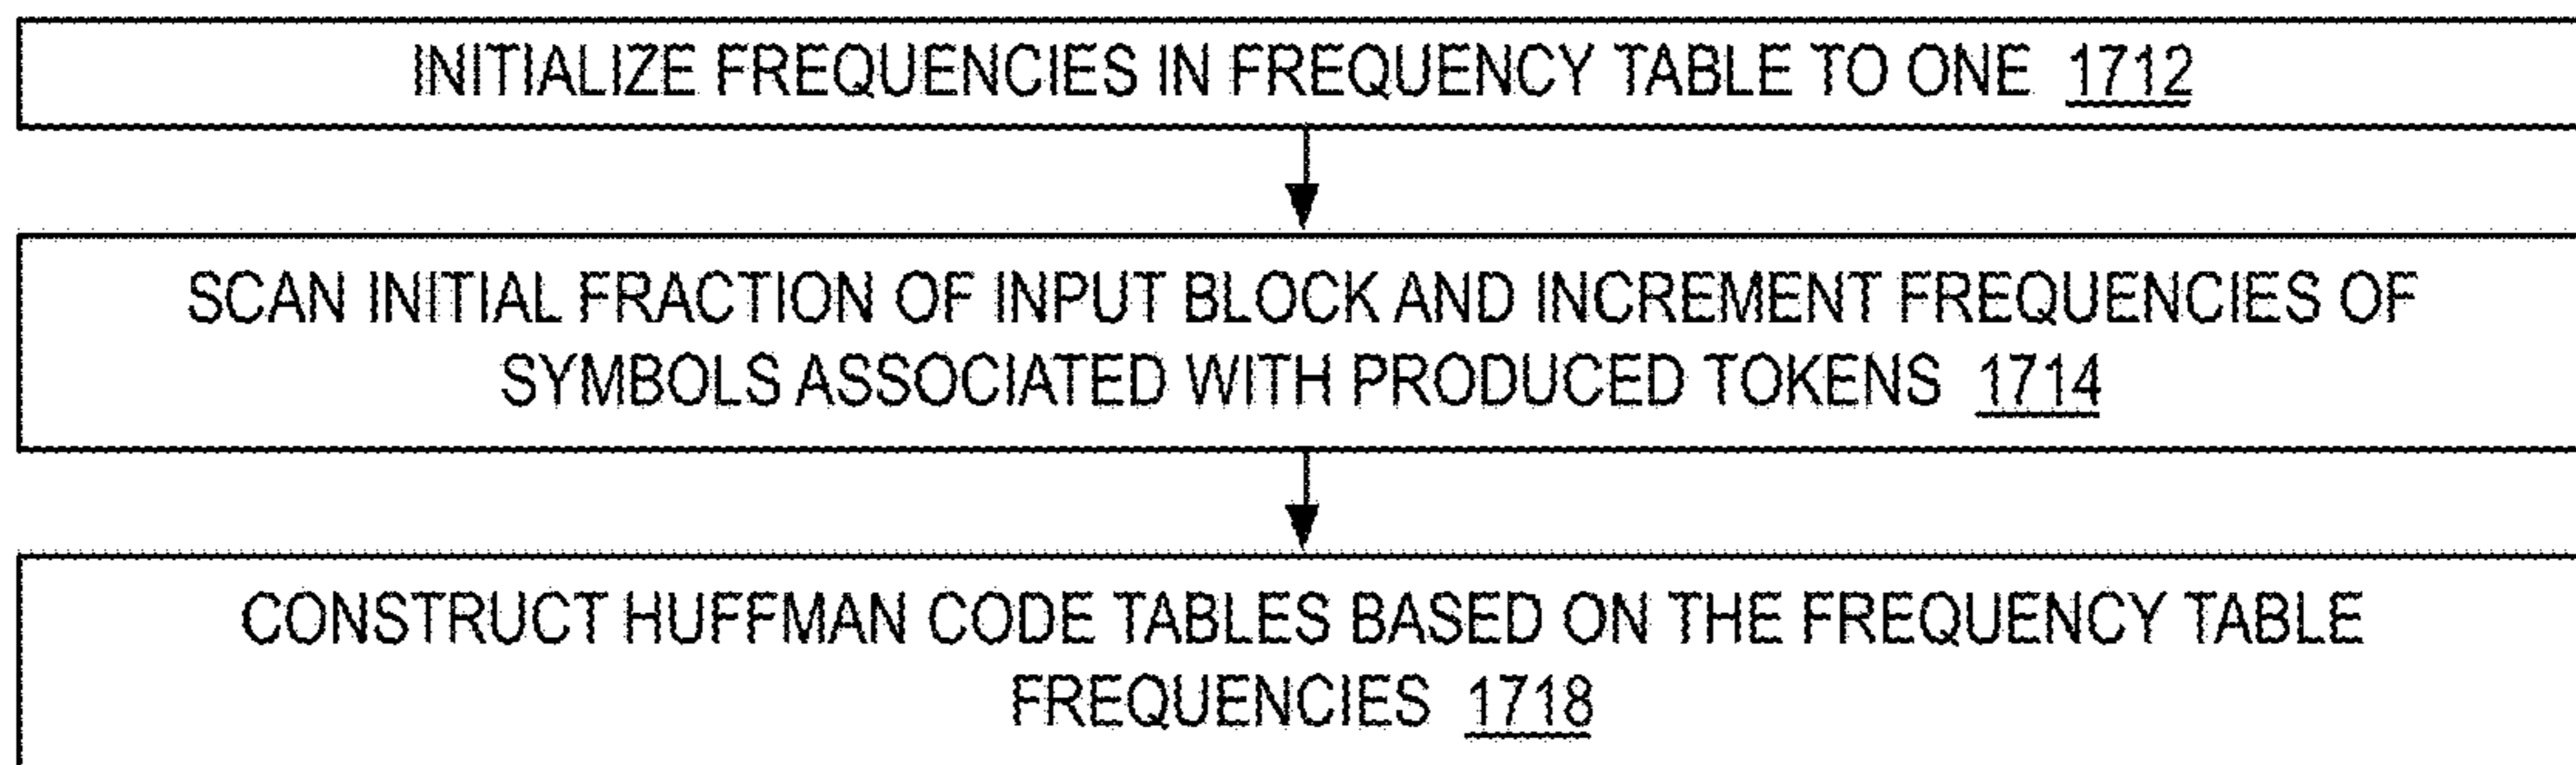 INITIALIZE FREQUENCIES IN FREQUENCY TABLE TO ONE 1712
SCAN INITIAL FRACTION OF INPUT BLOCK AND INCREMENT FREQUENCIES OF
SYMBOLS ASSOCIATED WITH PRODUCED TOKENS 1714
CONSTRUCT HUFFMAN CODE TABLES BASED ON THE FREQUENCY TABLE
FREQUENCIES 1718